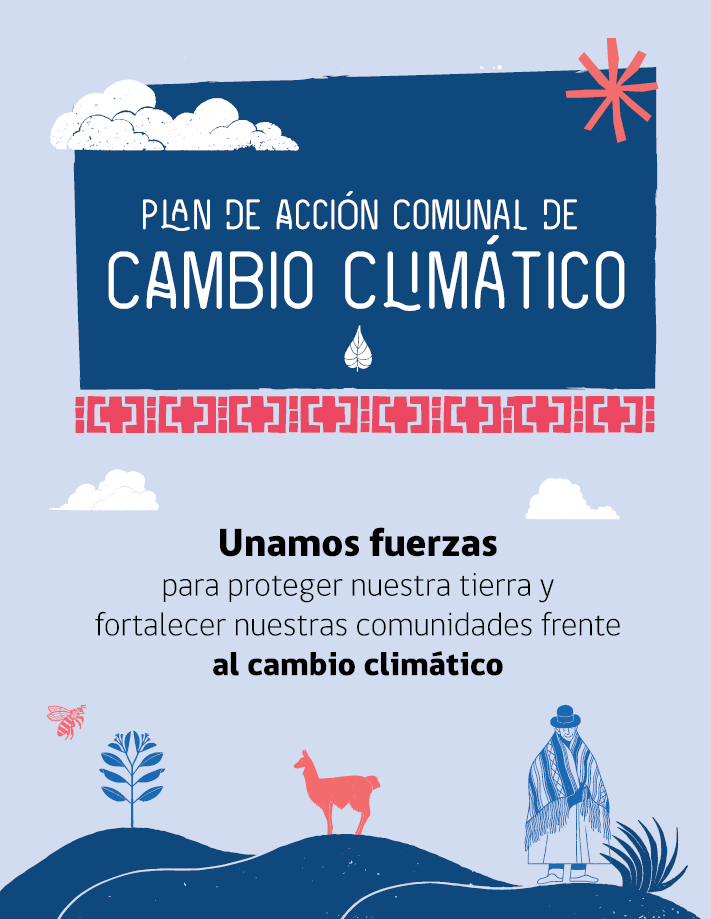 PLAN DE ACCIÓN COMUNAL DE
CAMBIO CLIMÁTICO
Unamos fuerzas
para proteger nuestra tierra y
fortalecer nuestras comunidades frente
al cambio climático